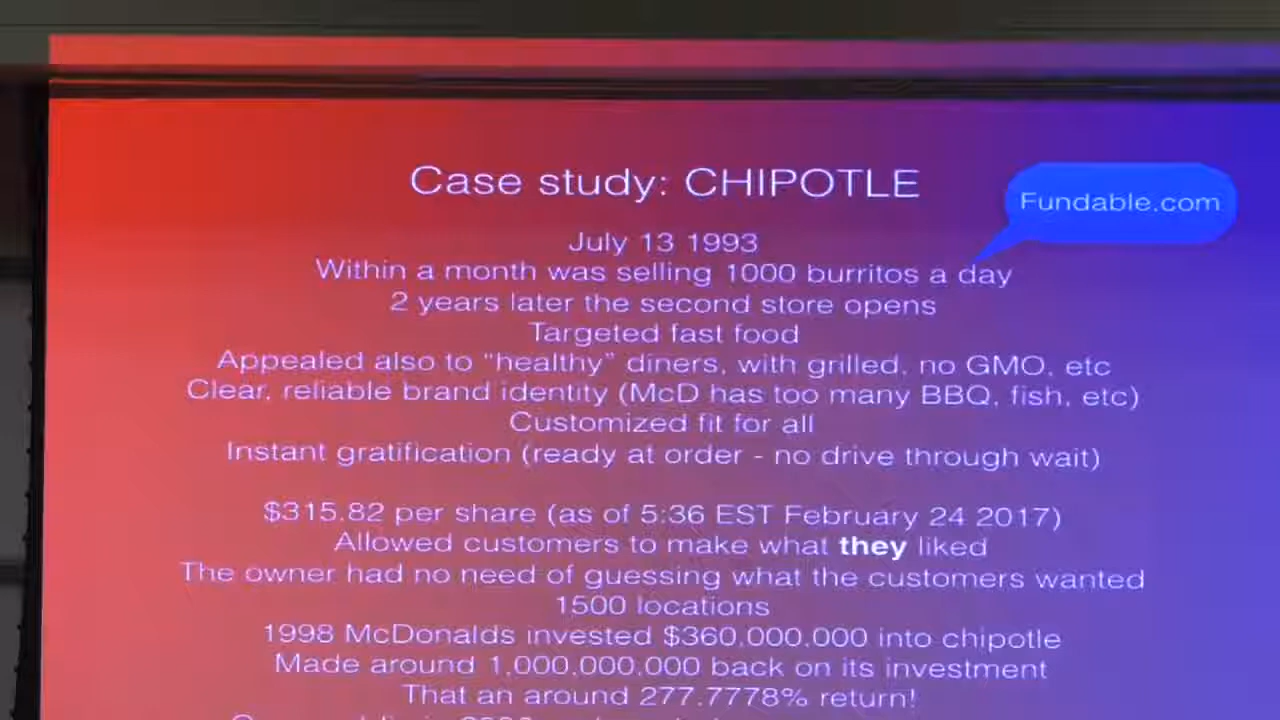 Case study: CHIPOTLE
Fundable.com
July 13 1993
Within a month was selling 1000 burritos a day
2 years later the second store opens
Targeted fast food
Appealed also to "healthy" diners, with grilled, no GMO, etc
Clear, reliable brand identity (McD has too many BBQ, fish, etc)
Customized fit for all
Instant gratification (ready at order - no drive through wait)
$315.82 per share (as of 5:36 EST February 24 2017)
Allowed customers to make what they liked
The owner had no need of guessing what the customers wanted
1500 locations
1998 McDonalds invested $360,000,000 into chipotle
Made around 1,000,000,000 back on its investment
That an around 277.7778% return!